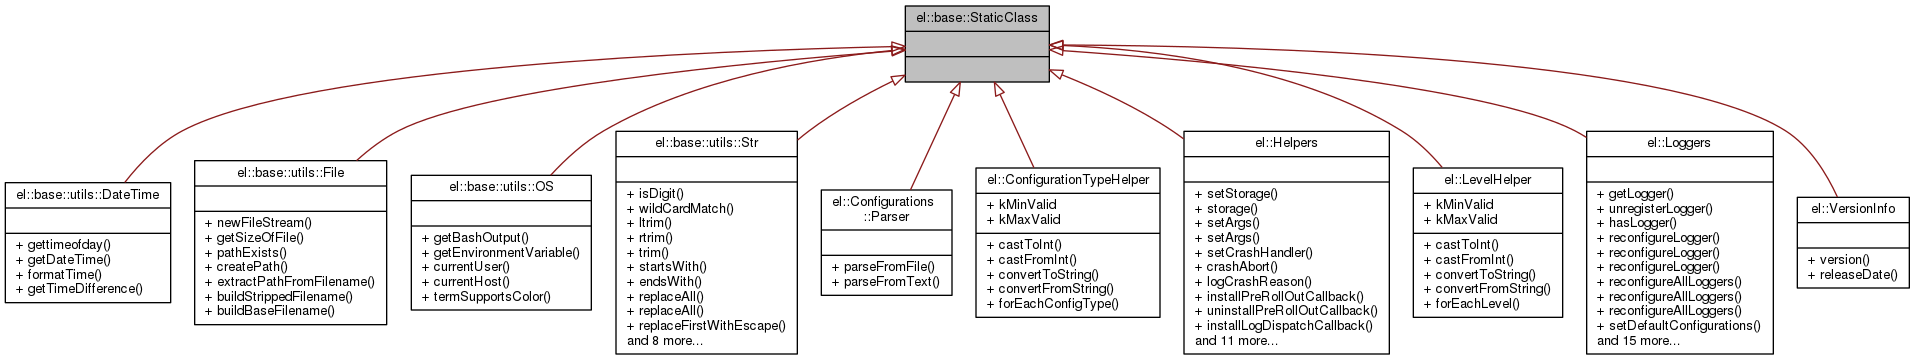 el::base::StaticClass
el::base::utils::DateTime
+ gettimeofday()
+ getDateTime()
+ formatTime()
+ getTimeDifference()
el::base::utils::File
+ newFileStream()
+ getSizeOfFile()
+ pathExists()
+ createPath()
+ extractPathFromFilename()
+ buildStrippedFilename()
+ buildBaseFilename()
el::base::utils::OS
+ getBashOutput()
+ getEnvironmentVariable()
+ currentUser()
+ currentHost()
+ termSupportsColor()
el::base::utils::Str
+ isDigit()
+ wildCardMatch()
+ ltrim()
+ rtrim()
+ trim()
+ startsWith()
+ endsWith()
+ replaceAll()
+ replaceAll()
+ replaceFirstWithEscape()
and 8 more...
el::Configurations
::Parser
+ parseFromFile()
+ parseFromText()
el::ConfigurationTypeHelper
+ kMinValid
+ kMaxValid
+ castToInt()
+ castFromInt()
+ convertToString()
+ convertFromString()
+ forEachConfigType()
el::Helpers
+ setStorage()
+ storage()
+ setArgs()
+ setArgs()
+ setCrashHandler()
+ crashAbort()
+ logCrashReason()
+ installPreRollOutCallback()
+ uninstallPreRollOutCallback()
+ installLogDispatchCallback()
and 11 more...
el::LevelHelper
+ kMinValid
+ kMaxValid
+ castToInt()
+ castFromInt()
+ convertToString()
+ convertFromString()
+ forEachLevel()
el::Loggers
+ getLogger()
+ unregisterLogger()
+ hasLogger()
+ reconfigureLogger()
+ reconfigureLogger()
+ reconfigureLogger()
+ reconfigureAllLoggers()
+ reconfigureAllLoggers()
+ reconfigureAllLoggers()
+ setDefaultConfigurations()
and 15 more...
el::VersionInfo
+ version()
+ releaseDate()